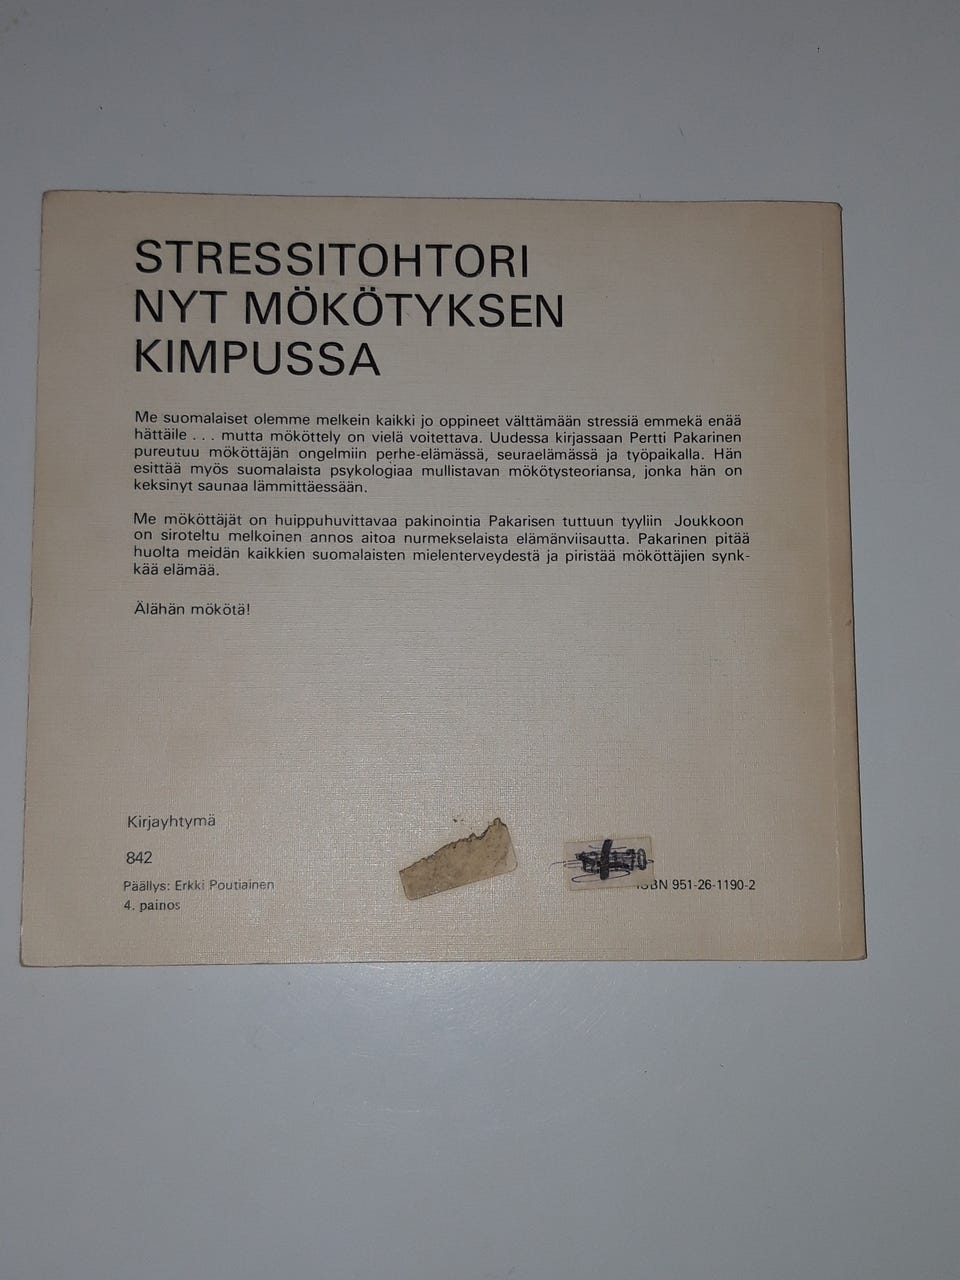 STRESSITOHTORI
NYT MÖKÖTYKSEN
KIMPUSSA
Me suomalaiset olemme melkein kaikki jo oppineet välttämään stressiä emmekä enää
hättäile . . . mutta mököttely on vielä voitettava. Uudessa kirjassaan Pertti Pakarinen
pureutuu mököttäjän ongelmiin perhe-elämässä, seuraelämässä ja työpaikalla. Hän
esittää myös suomalaista psykologiaa mullistavan mökötysteoriansa, jonka hän on
keksinyt saunaa lämmittäessään.
Me mököttäjät on huippuhuvittavaa pakinointia Pakarisen tuttuun tyyliin Joukkoon
on siroteltu melkoinen annos aitoa nurmekselaista elämänviisautta. Pakarinen pitää
huolta meidän kaikkien suomalaisten mielenterveydestä ja piristää mököttäjien synk-
kää elämää.
Älähän mökötä!
Kirjayhtymä
842
Päällys: Erkki Poutiainen
4. painos
ISBN 951-26-1190-2